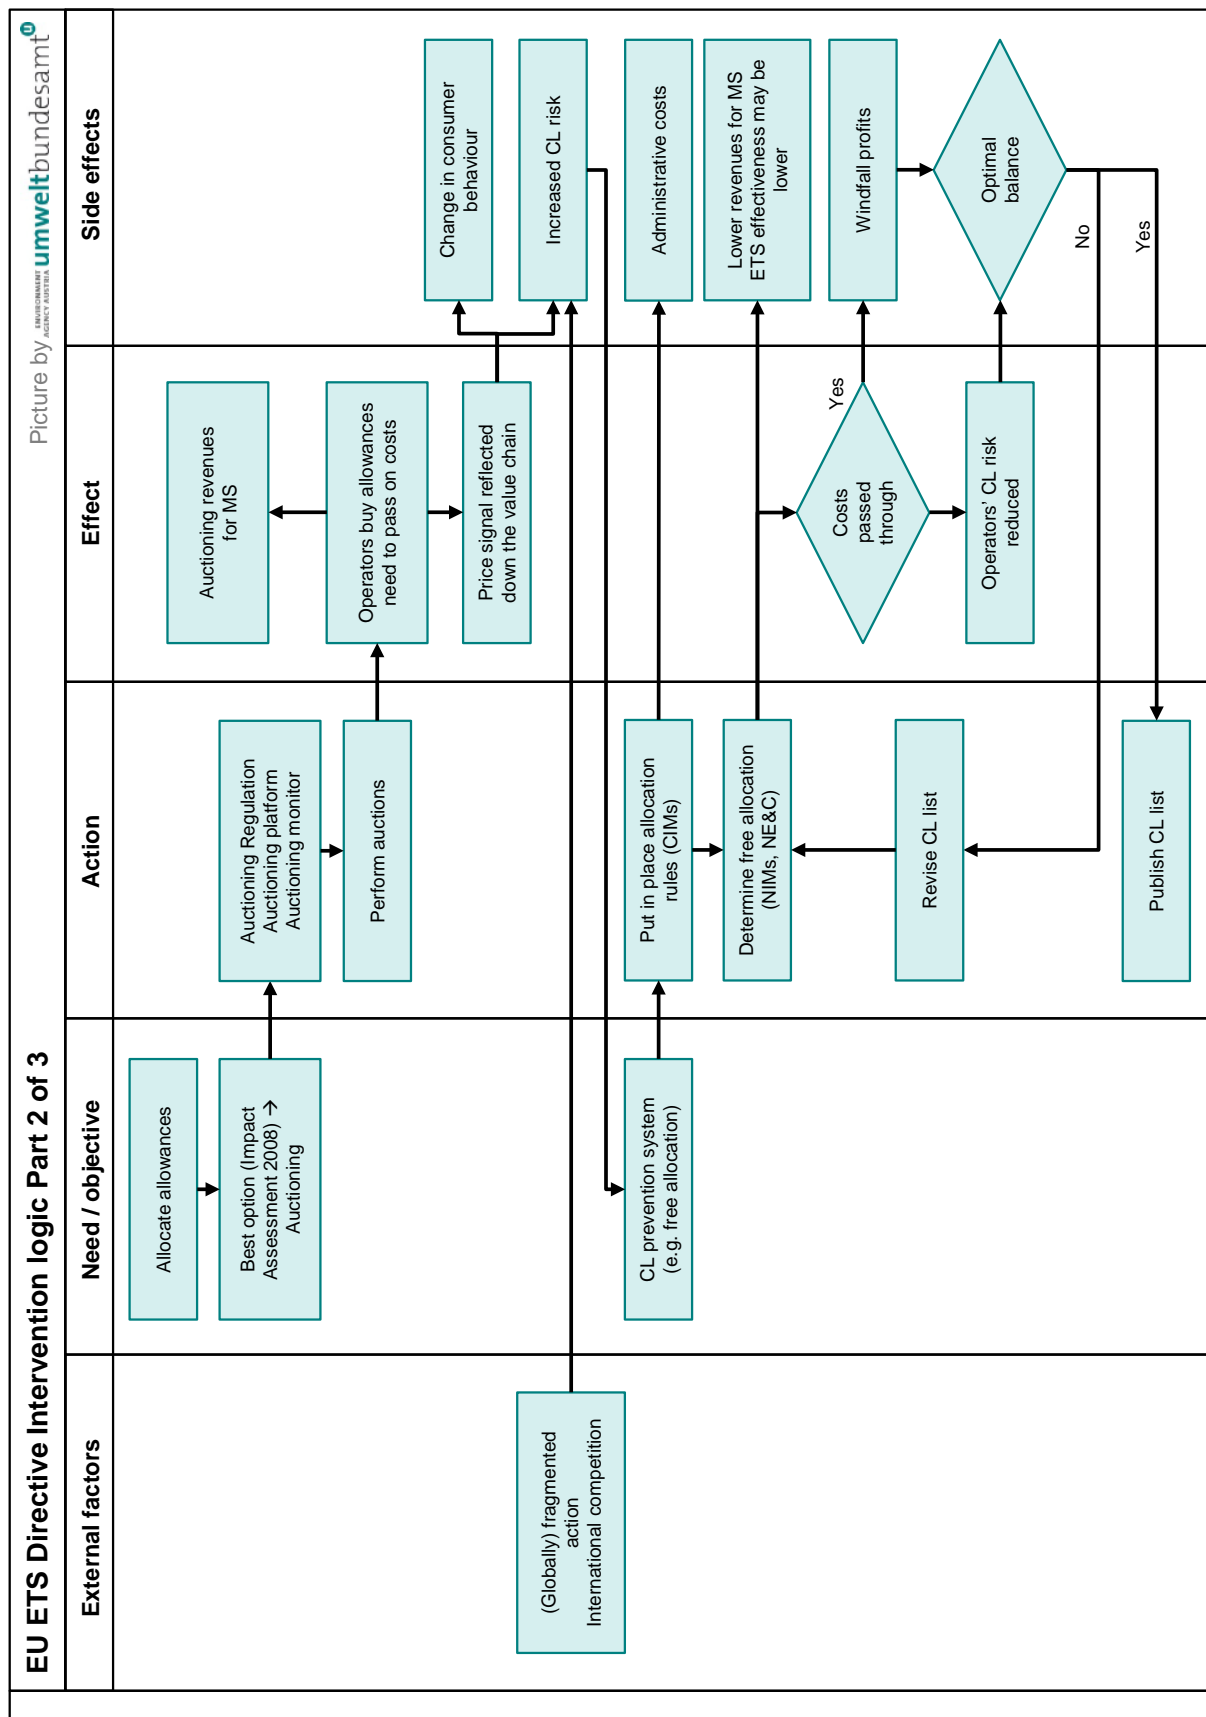 EU ETS Directive Intervention logic Part 2 of 3
Picture by ENVIRONMENT AGENCY AUSTRIA umweltbundesamt u
External factors
Need / objective
Action
Effect
Side effects
Allocate allowances
Best option (Impact
Assessment 2008) →
Auctioning
Auctioning Regulation
Auctioning platform
Auctioning monitor
Perform auctions
Auctioning revenues
for MS
Operators buy allowances
need to pass on costs
Price signal reflected
down the value chain
Change in consumer
behaviour
Increased CL risk
(Globally) fragmented
action
International competition
CL prevention system
(e.g. free allocation)
Put in place allocation
rules (CIMs)
Administrative costs
Determine free allocation
(NIMs, NE&C)
Lower revenues for MS
ETS effectiveness may be
lower
Costs
passed
through
Yes
Windfall profits
Operators' CL risk
reduced
Optimal
balance
No
Yes
Revise CL list
Publish CL list